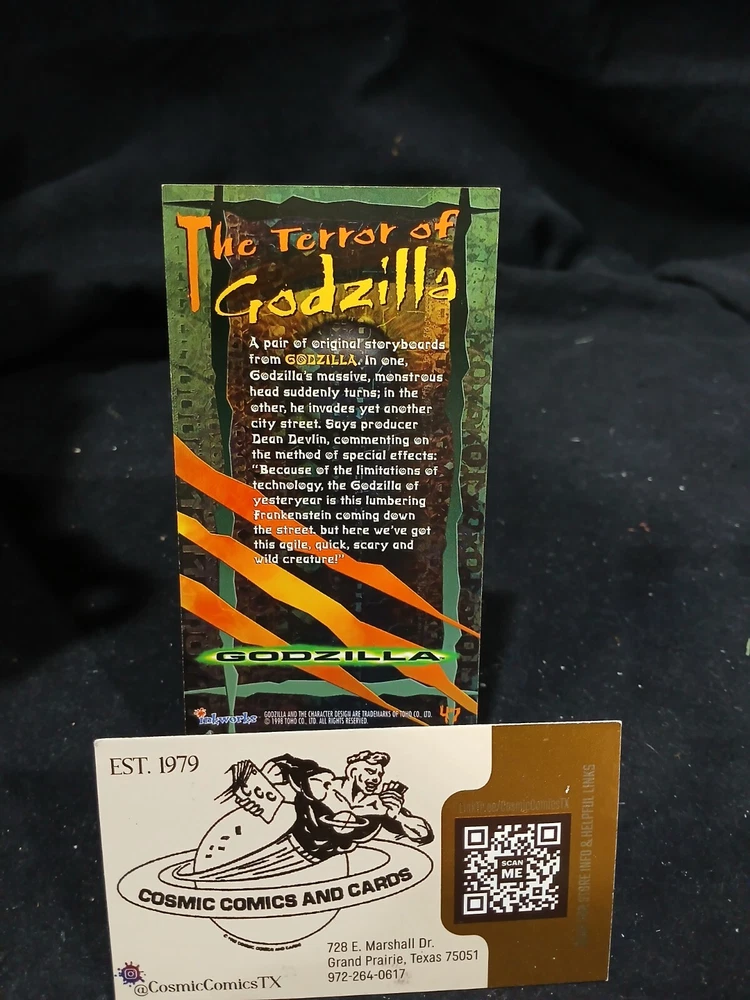 The Terror of
Godzilla
A pair of original storyboards
from GODZILLA. In one,
Godzilla's massive, monstrous
head suddenly turns; in the
other, he invades yet another
city street. Says producer
Dean Devlin, commenting on
the method of special effects:
"Because of the limitations of
technology, the Godzilla of
yesteryear is this lumbering
Frankenstein coming down
the street, but here we've got
this agile, quick, scary and
wild creature!"
GODZILLA
inkworks
GODZILLA AND THE CHARACTER DESIGN ARE TRADEMARKS OF TOHO CO., LTD.
© 1998 TOHO CO., LTD. ALL RIGHTS RESERVED.
EST. 1979
COSMIC COMICS AND CARDS
728 E. Marshall Dr.
Grand Prairie, Texas 75051
972-264-0617
@CosmicComicsTX
SCAN
ME
STORE INFO & HELPFUL LINKS